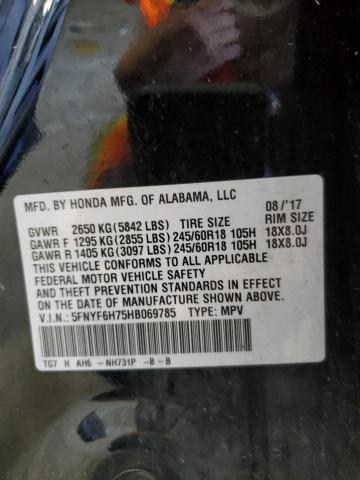 MFD. BY HONDA MFG. OF ALABAMA, LLC 08/'17
GVWR 2650 KG(5842 LBS) TIRE SIZE RIM SIZE
GAWR F 1295 KG(2855 LBS) 245/60R18 105H 18X8.0J
GAWR R 1405 KG(3097 LBS) 245/60R18 105H 18X8.0J
THIS VEHICLE CONFORMS TO ALL APPLICABLE
FEDERAL MOTOR VEHICLE SAFETY
AND THEFT PREVENTION STANDARDS IN EFFECT
ON THE DATE OF MANUFACTURE SHOWN ABOVE.
V.I.N.:5FNYF6H75HB069785 TYPE: MPV
TG7 H AH6 -NH731P -B-B